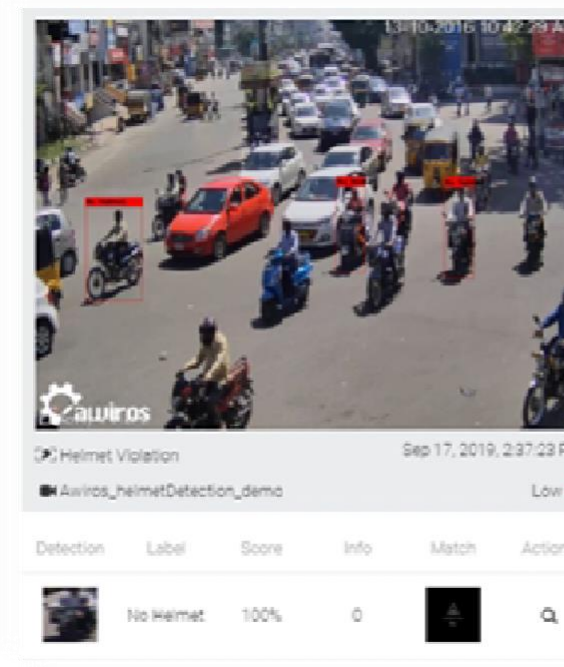 13-10-2016 10:42:29 A
awiros
Helmet Violation
Sep 17, 2019, 2:37:23 P
Awiros_helmetDetection_demo
Low
Detection Label Score Info Match Action
No Helmet 100% 0